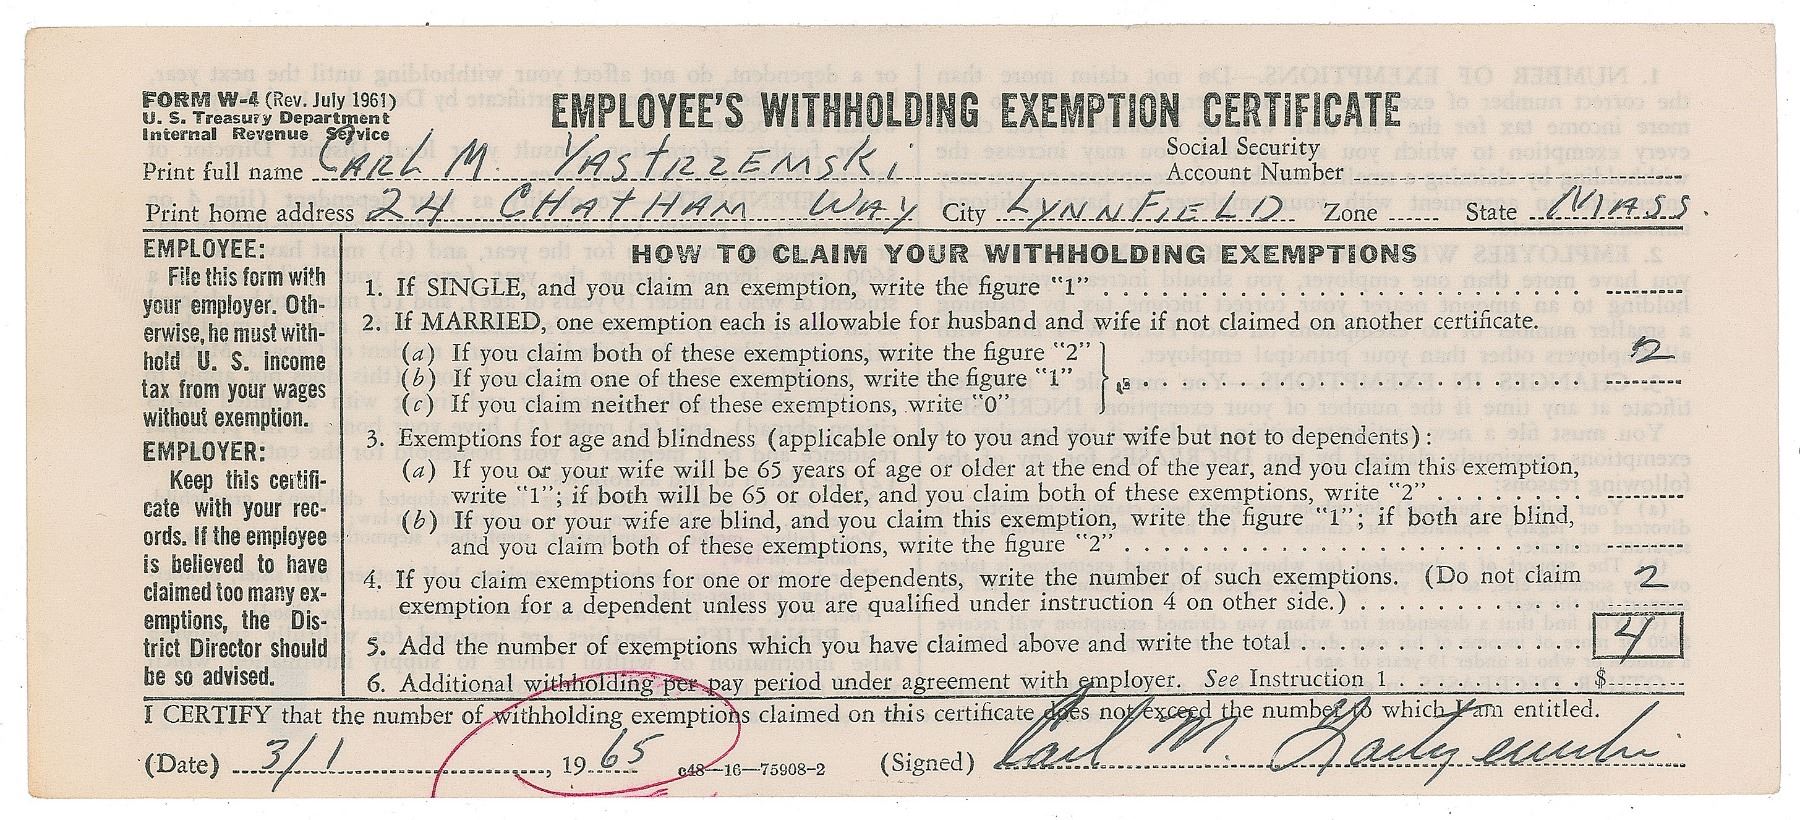 FORM W-4 (Rev. July 1961)
U. S. Treasury Department
Internal Revenue Service
EMPLOYEE'S WITHHOLDING EXEMPTION CERTIFICATE
Print full name CARL M. YASTRZEMSKI Social Security Account Number
Print home address 24 CHATHAM WAY City LYNNFIELD Zone State MASS.
EMPLOYEE:
File this form with
your employer. Oth-
erwise, he must with-
hold U. S. income
tax from your wages
without exemption.
EMPLOYER:
Keep this certifi-
cate with your rec-
ords. If the employee
is believed to have
claimed too many ex-
emptions, the Dis-
trict Director should
be so advised.
HOW TO CLAIM YOUR WITHHOLDING EXEMPTIONS
1. If SINGLE, and you claim an exemption, write the figure "1"
2. If MARRIED, one exemption each is allowable for husband and wife if not claimed on another certificate.
(a) If you claim both of these exemptions, write the figure "2" 2
(b) If you claim one of these exemptions, write the figure "1"
(c) If you claim neither of these exemptions, write "0"
3. Exemptions for age and blindness (applicable only to you and your wife but not to dependents):
(a) If you or your wife will be 65 years of age or older at the end of the year, and you claim this exemption,
write "1"; if both will be 65 or older, and you claim both of these exemptions, write "2"
(b) If you or your wife are blind, and you claim this exemption, write the figure "1"; if both are blind,
and you claim both of these exemptions, write the figure "2"
4. If you claim exemptions for one or more dependents, write the number of such exemptions. (Do not claim 2
exemption for a dependent unless you are qualified under instruction 4 on other side.)
5. Add the number of exemptions which you have claimed above and write the total 4
6. Additional withholding per pay period under agreement with employer. See Instruction 1 $
I CERTIFY that the number of withholding exemptions claimed on this certificate does not exceed the number to which I am entitled.
(Date) 3/1, 1965 c48—16—75908-2 (Signed) Carl M. Yastrzemski